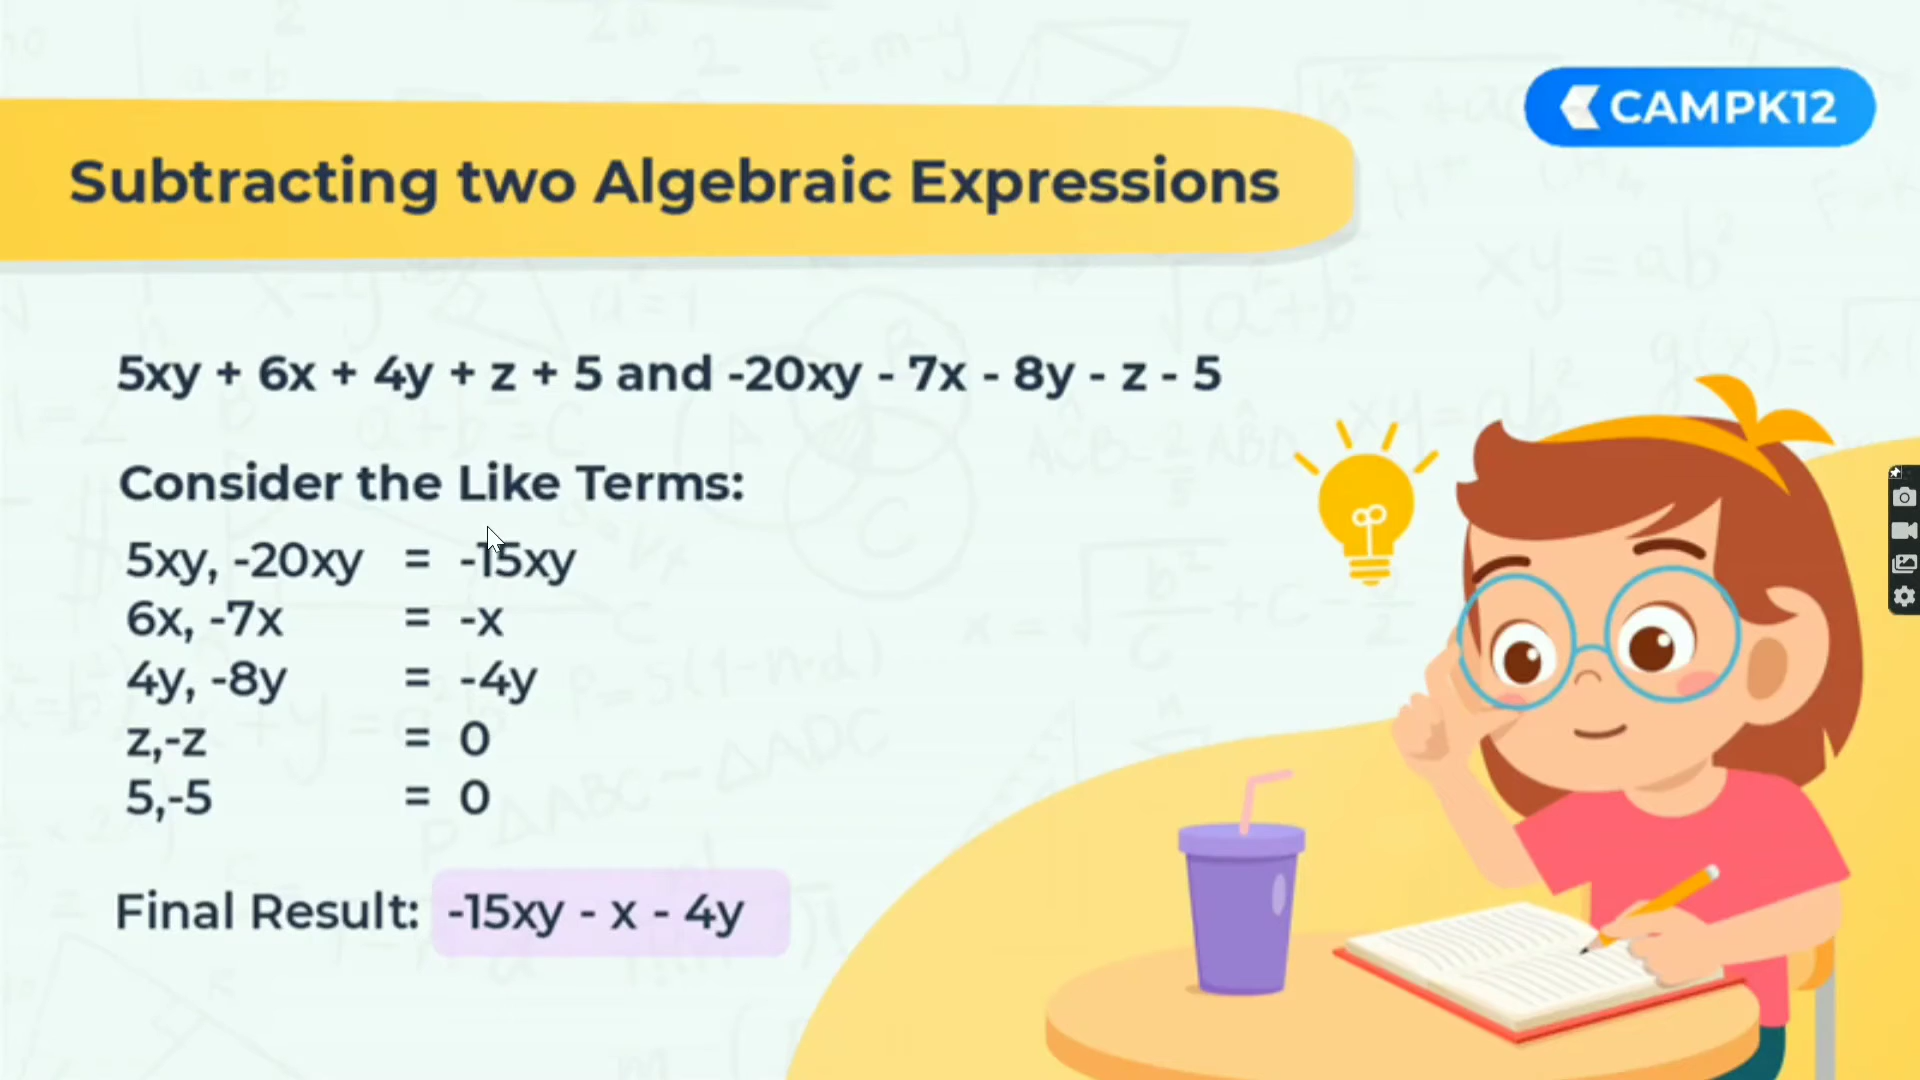 CAMPK12
Subtracting two Algebraic Expressions
5xy + 6x + 4y + z + 5 and -20xy - 7x - 8y - z - 5
Consider the Like Terms:
5xy, -20xy = -15xy
6x, -7x = -x
4y, -8y = -4y
z,-z = 0
5,-5 = 0
Final Result: -15xy - x - 4y